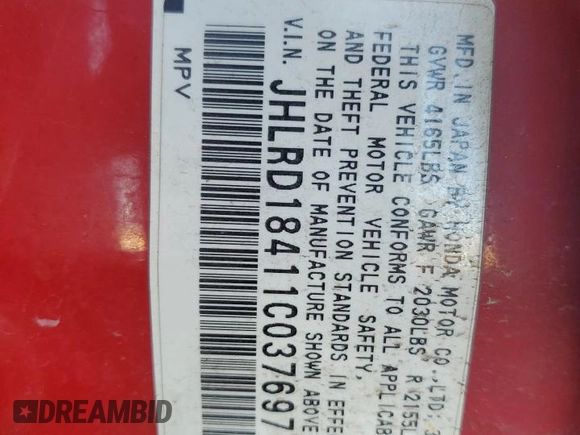 MFD. IN JAPAN BY HONDA MOTOR CO., LTD.
GVWR 4165LBS GAWR F 2030LBS R 2155L
THIS VEHICLE CONFORMS TO ALL APPLICAB
FEDERAL MOTOR VEHICLE SAFETY,
AND THEFT PREVENTION STANDARDS IN EFFE
ON THE DATE OF MANUFACTURE SHOWN ABOVE
V.I.N. JHLRD18411C037697
MPV
DREAMBID